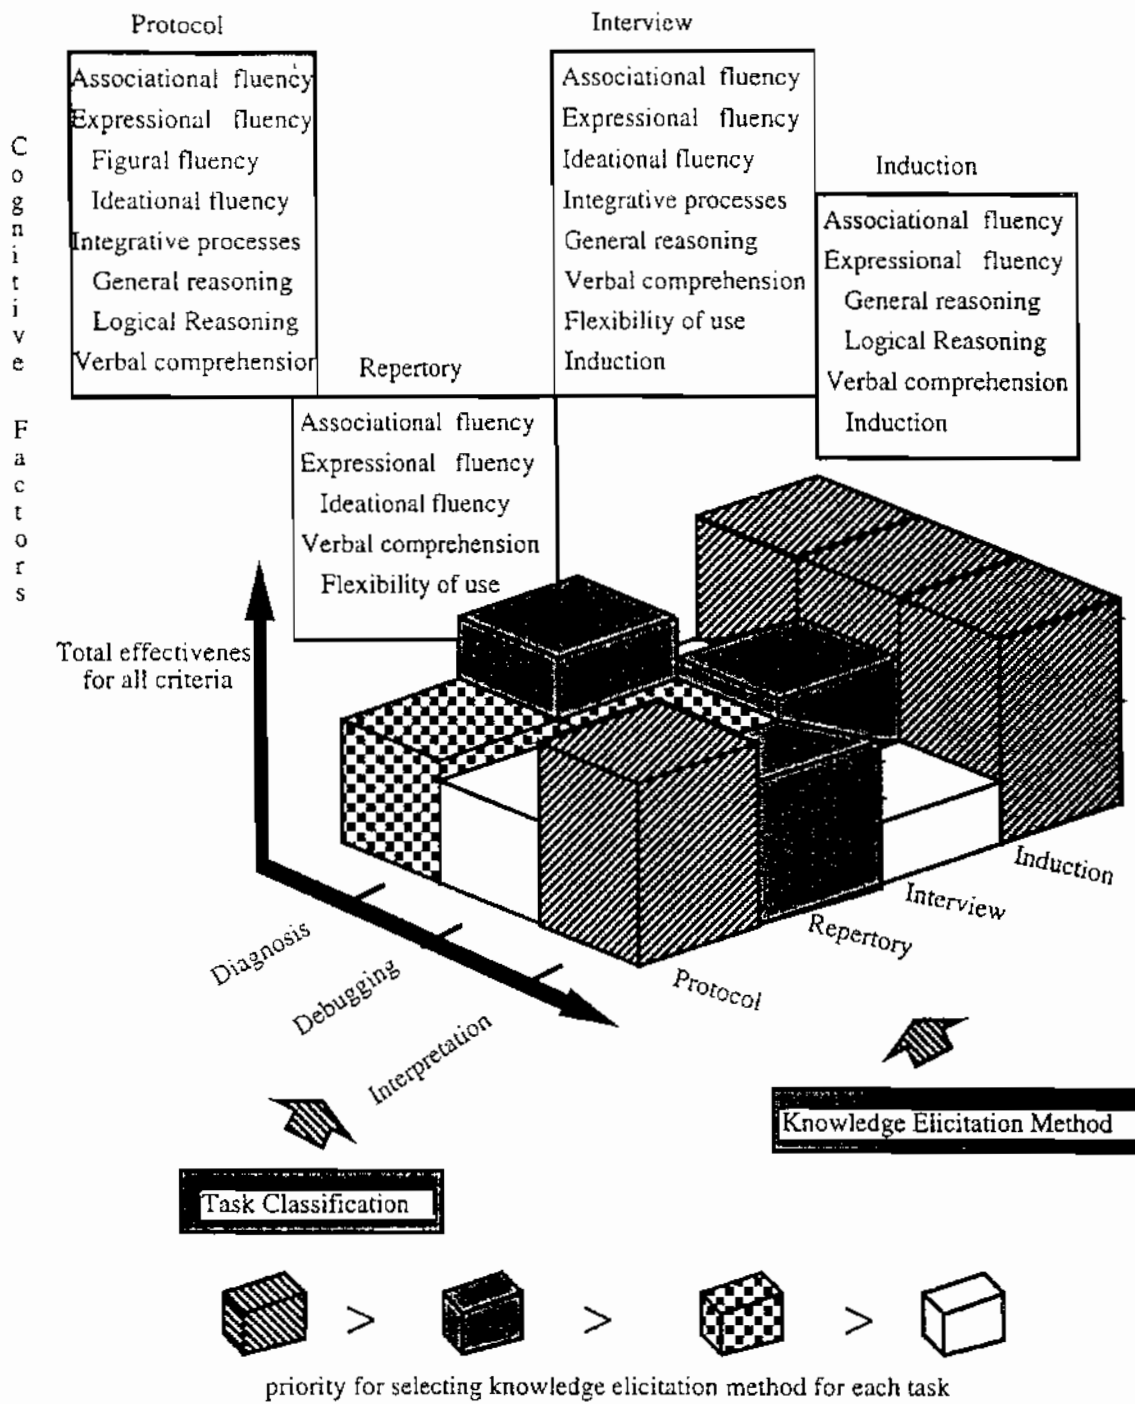 Protocol
Associational fluency
Expressional fluency
Figural fluency
Ideational fluency
Integrative processes
General reasoning
Logical Reasoning
Verbal comprehension
Interview
Associational fluency
Expressional fluency
Ideational fluency
Integrative processes
General reasoning
Verbal comprehension
Flexibility of use
Induction
Induction
Associational fluency
Expressional fluency
General reasoning
Logical Reasoning
Verbal comprehension
Induction
Repertory
Associational fluency
Expressional fluency
Ideational fluency
Verbal comprehension
Flexibility of use
Cognitive Factors
Total effectivenes
for all criteria
Diagnosis
Debugging
Interpretation
Protocol
Repertory
Interview
Induction
Knowledge Elicitation Method
Task Classification
> > >
priority for selecting knowledge elicitation method for each task